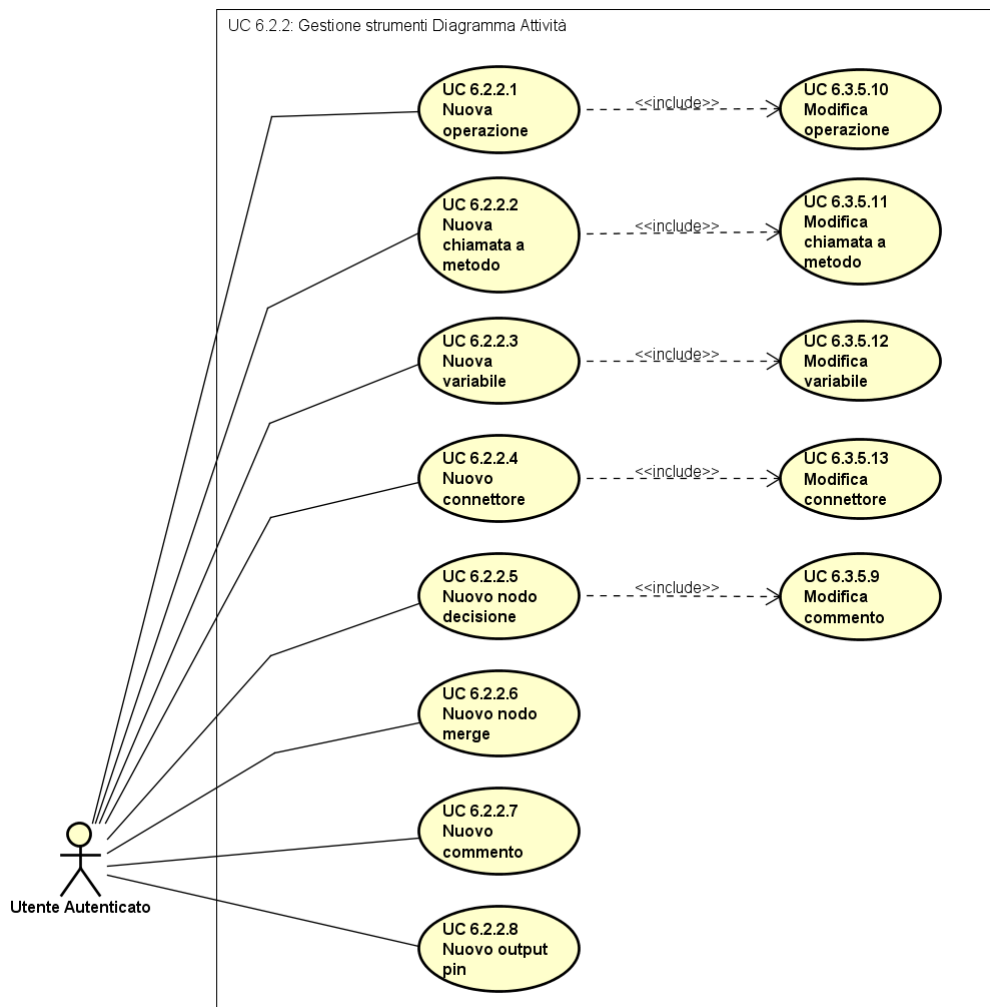 UC 6.2.2: Gestione strumenti Diagramma Attività
UC 6.2.2.1
Nuova
operazione
<<include>>
UC 6.3.5.10
Modifica
operazione
UC 6.2.2.2
Nuova
chiamata a
metodo
<<include>>
UC 6.3.5.11
Modifica
chiamata a
metodo
UC 6.2.2.3
Nuova
variabile
<<include>>
UC 6.3.5.12
Modifica
variabile
UC 6.2.2.4
Nuovo
connettore
<<include>>
UC 6.3.5.13
Modifica
connettore
UC 6.2.2.5
Nuovo nodo
decisione
<<include>>
UC 6.3.5.9
Modifica
commento
UC 6.2.2.6
Nuovo nodo
merge
UC 6.2.2.7
Nuovo
commento
Utente Autenticato
UC 6.2.2.8
Nuovo output
pin